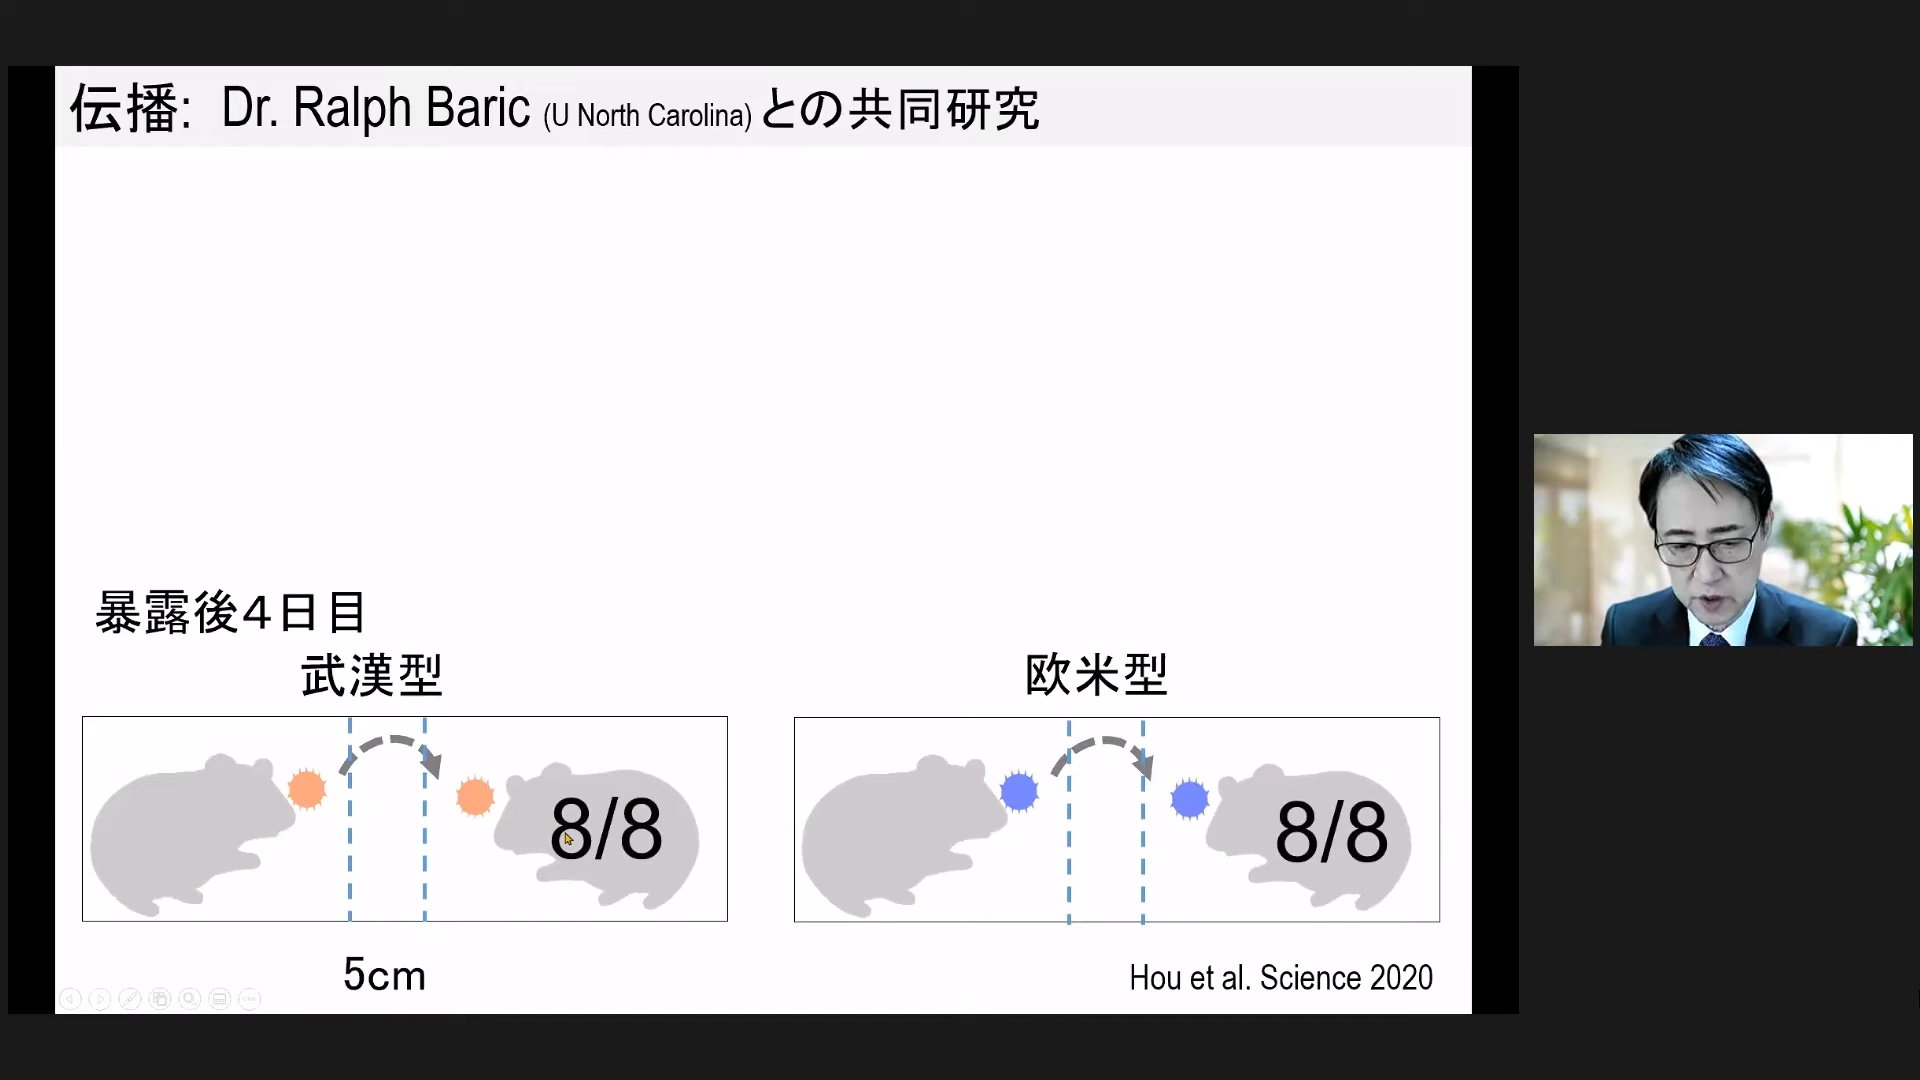 伝播: Dr. Ralph Baric (U North Carolina) との共同研究
暴露後4日目
武漢型
欧米型
8/8
8/8
5cm
Hou et al. Science 2020